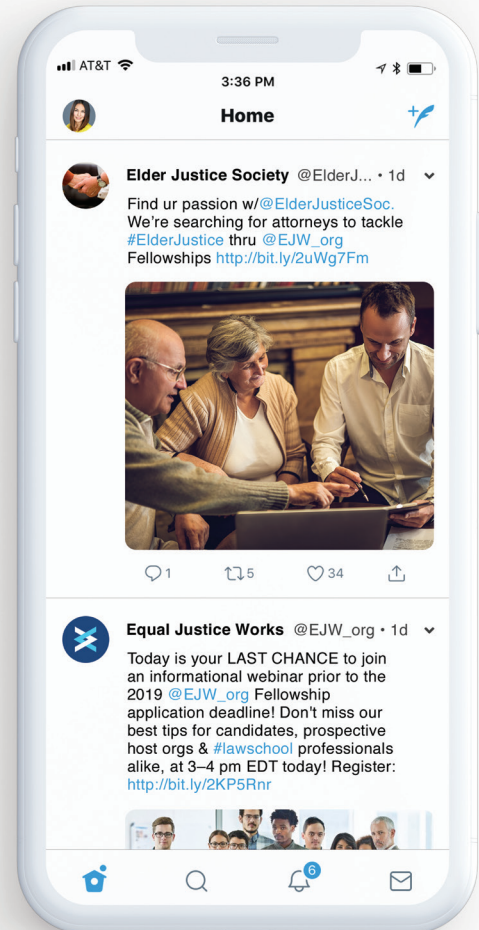 AT&T
3:36 PM
Home
Elder Justice Society @ElderJ... • 1d
Find ur passion w/@ElderJusticeSoc.
We're searching for attorneys to tackle
#ElderJustice thru @EJW_org
Fellowships http://bit.ly/2uWg7Fm
1 5 34
Equal Justice Works @EJW_org • 1d
Today is your LAST CHANCE to join
an informational webinar prior to the
2019 @EJW_org Fellowship
application deadline! Don't miss our
best tips for candidates, prospective
host orgs & #lawschool professionals
alike, at 3–4 pm EDT today! Register:
http://bit.ly/2KP5Rnr
6